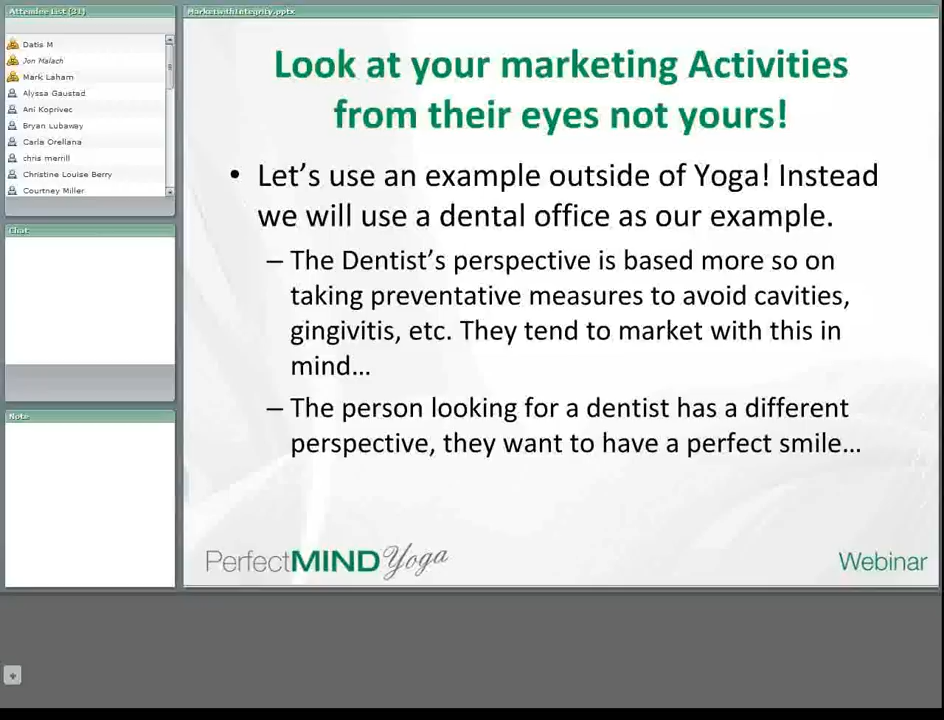 Attendee List (21)
Datis M
Jon Malach
Mark Laham
Alyssa Gaustad
Ani Koprivec
Bryan Lubaway
Carla Orellana
chris merrill
Christine Louise Berry
Courtney Miller
Chat
Note
MarketwithIntegrity.pptx
Look at your marketing Activities
from their eyes not yours!
• Let's use an example outside of Yoga! Instead
we will use a dental office as our example.
– The Dentist's perspective is based more so on
taking preventative measures to avoid cavities,
gingivitis, etc. They tend to market with this in
mind…
– The person looking for a dentist has a different
perspective, they want to have a perfect smile…
PerfectMIND Yoga
Webinar